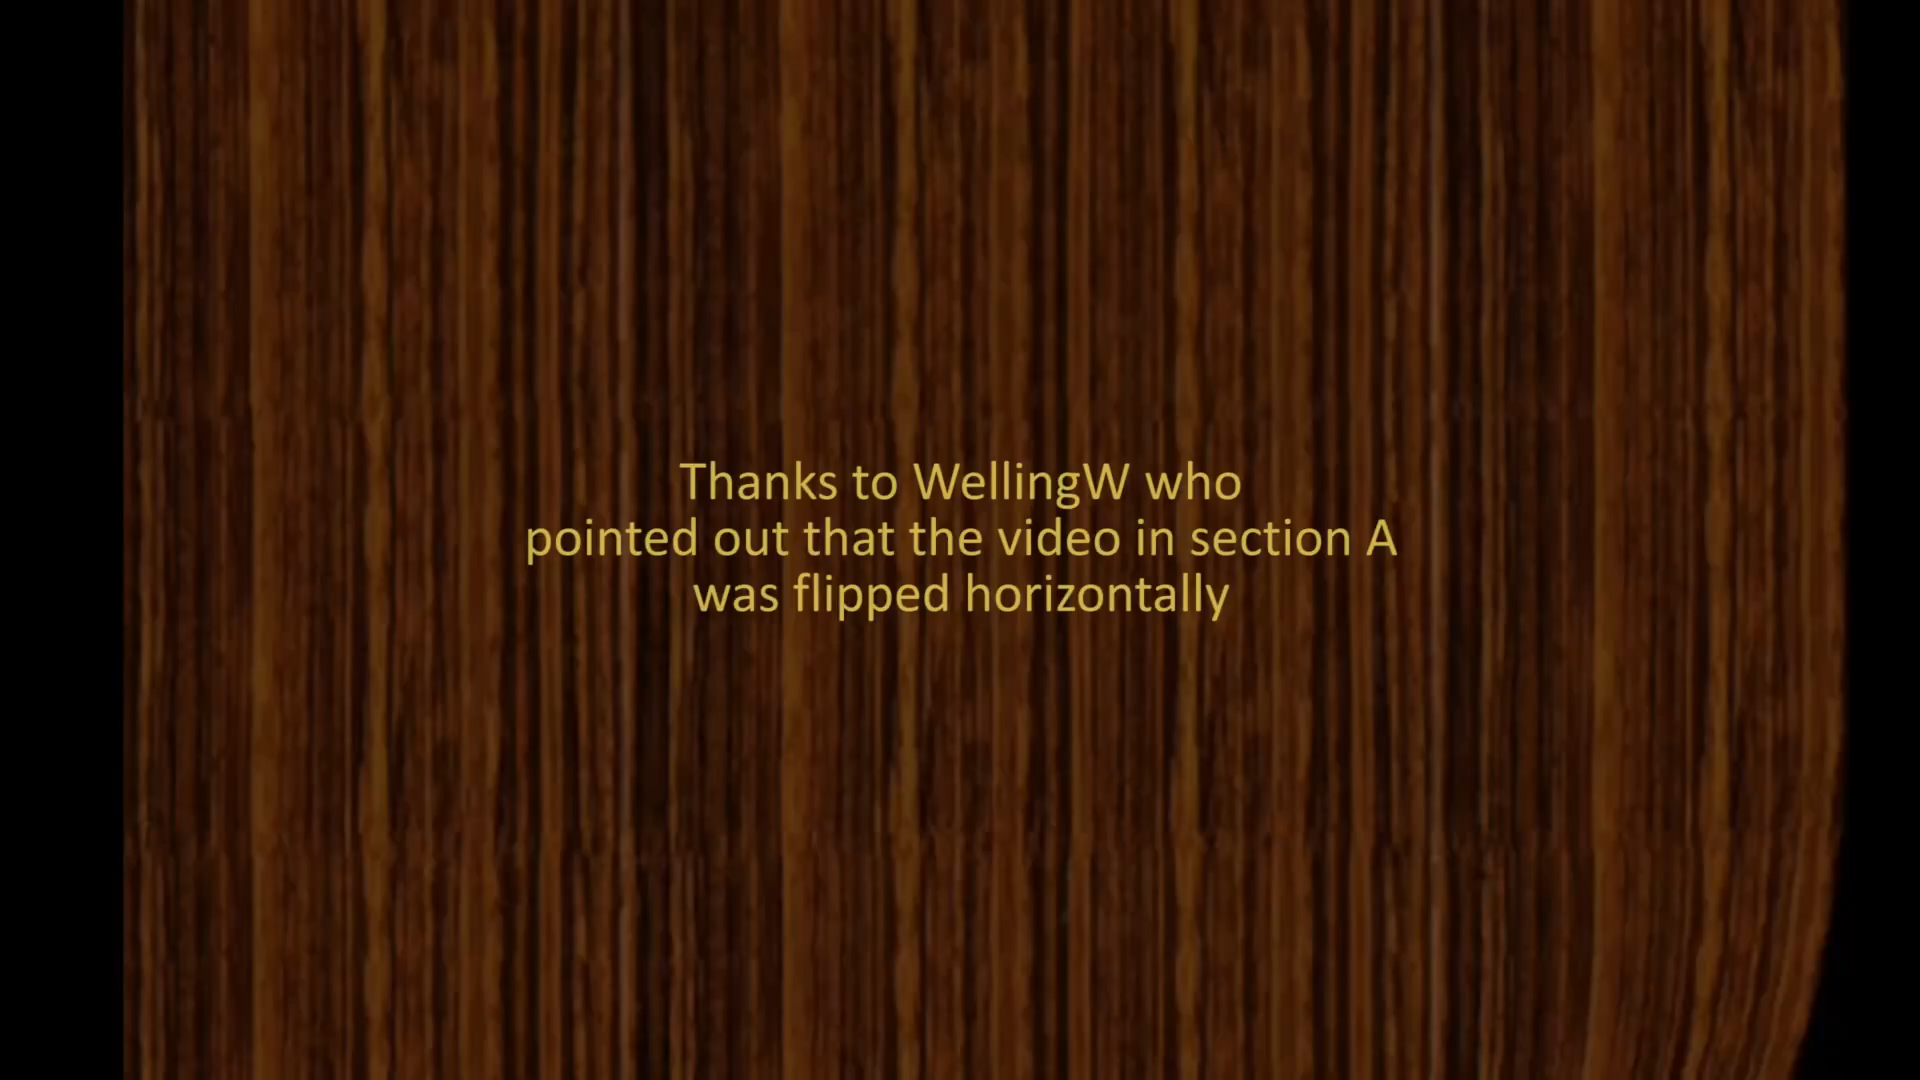 Thanks to WellingW who
pointed out that the video in section A
was flipped horizontally